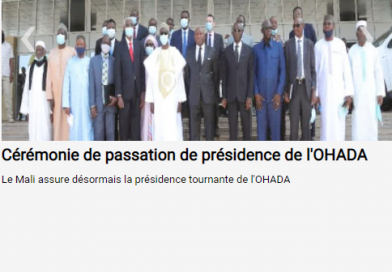 Cérémonie de passation de présidence de l'OHADA
Le Mali assure désormais la présidence tournante de l'OHADA